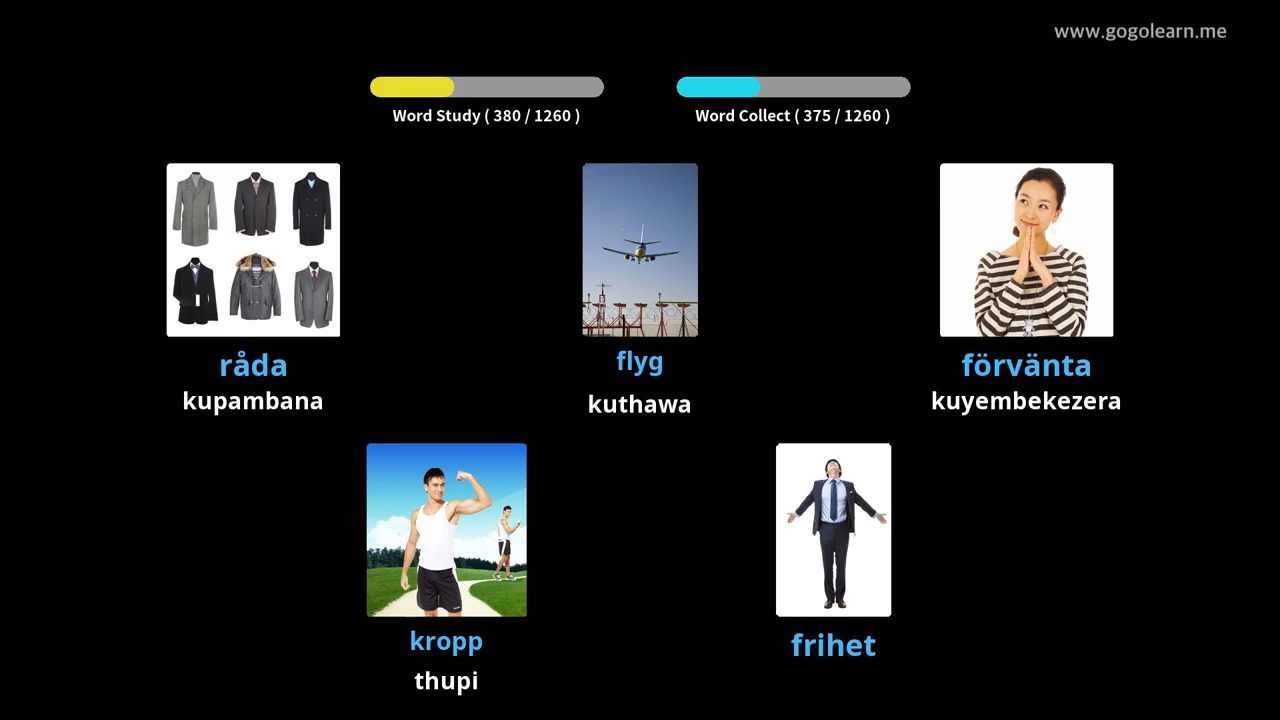 www.gogolearn.me
Word Study ( 380 / 1260 )
Word Collect ( 375 / 1260 )
råda
kupambana
flyg
kuthawa
förvänta
kuyembekezera
kropp
thupi
frihet